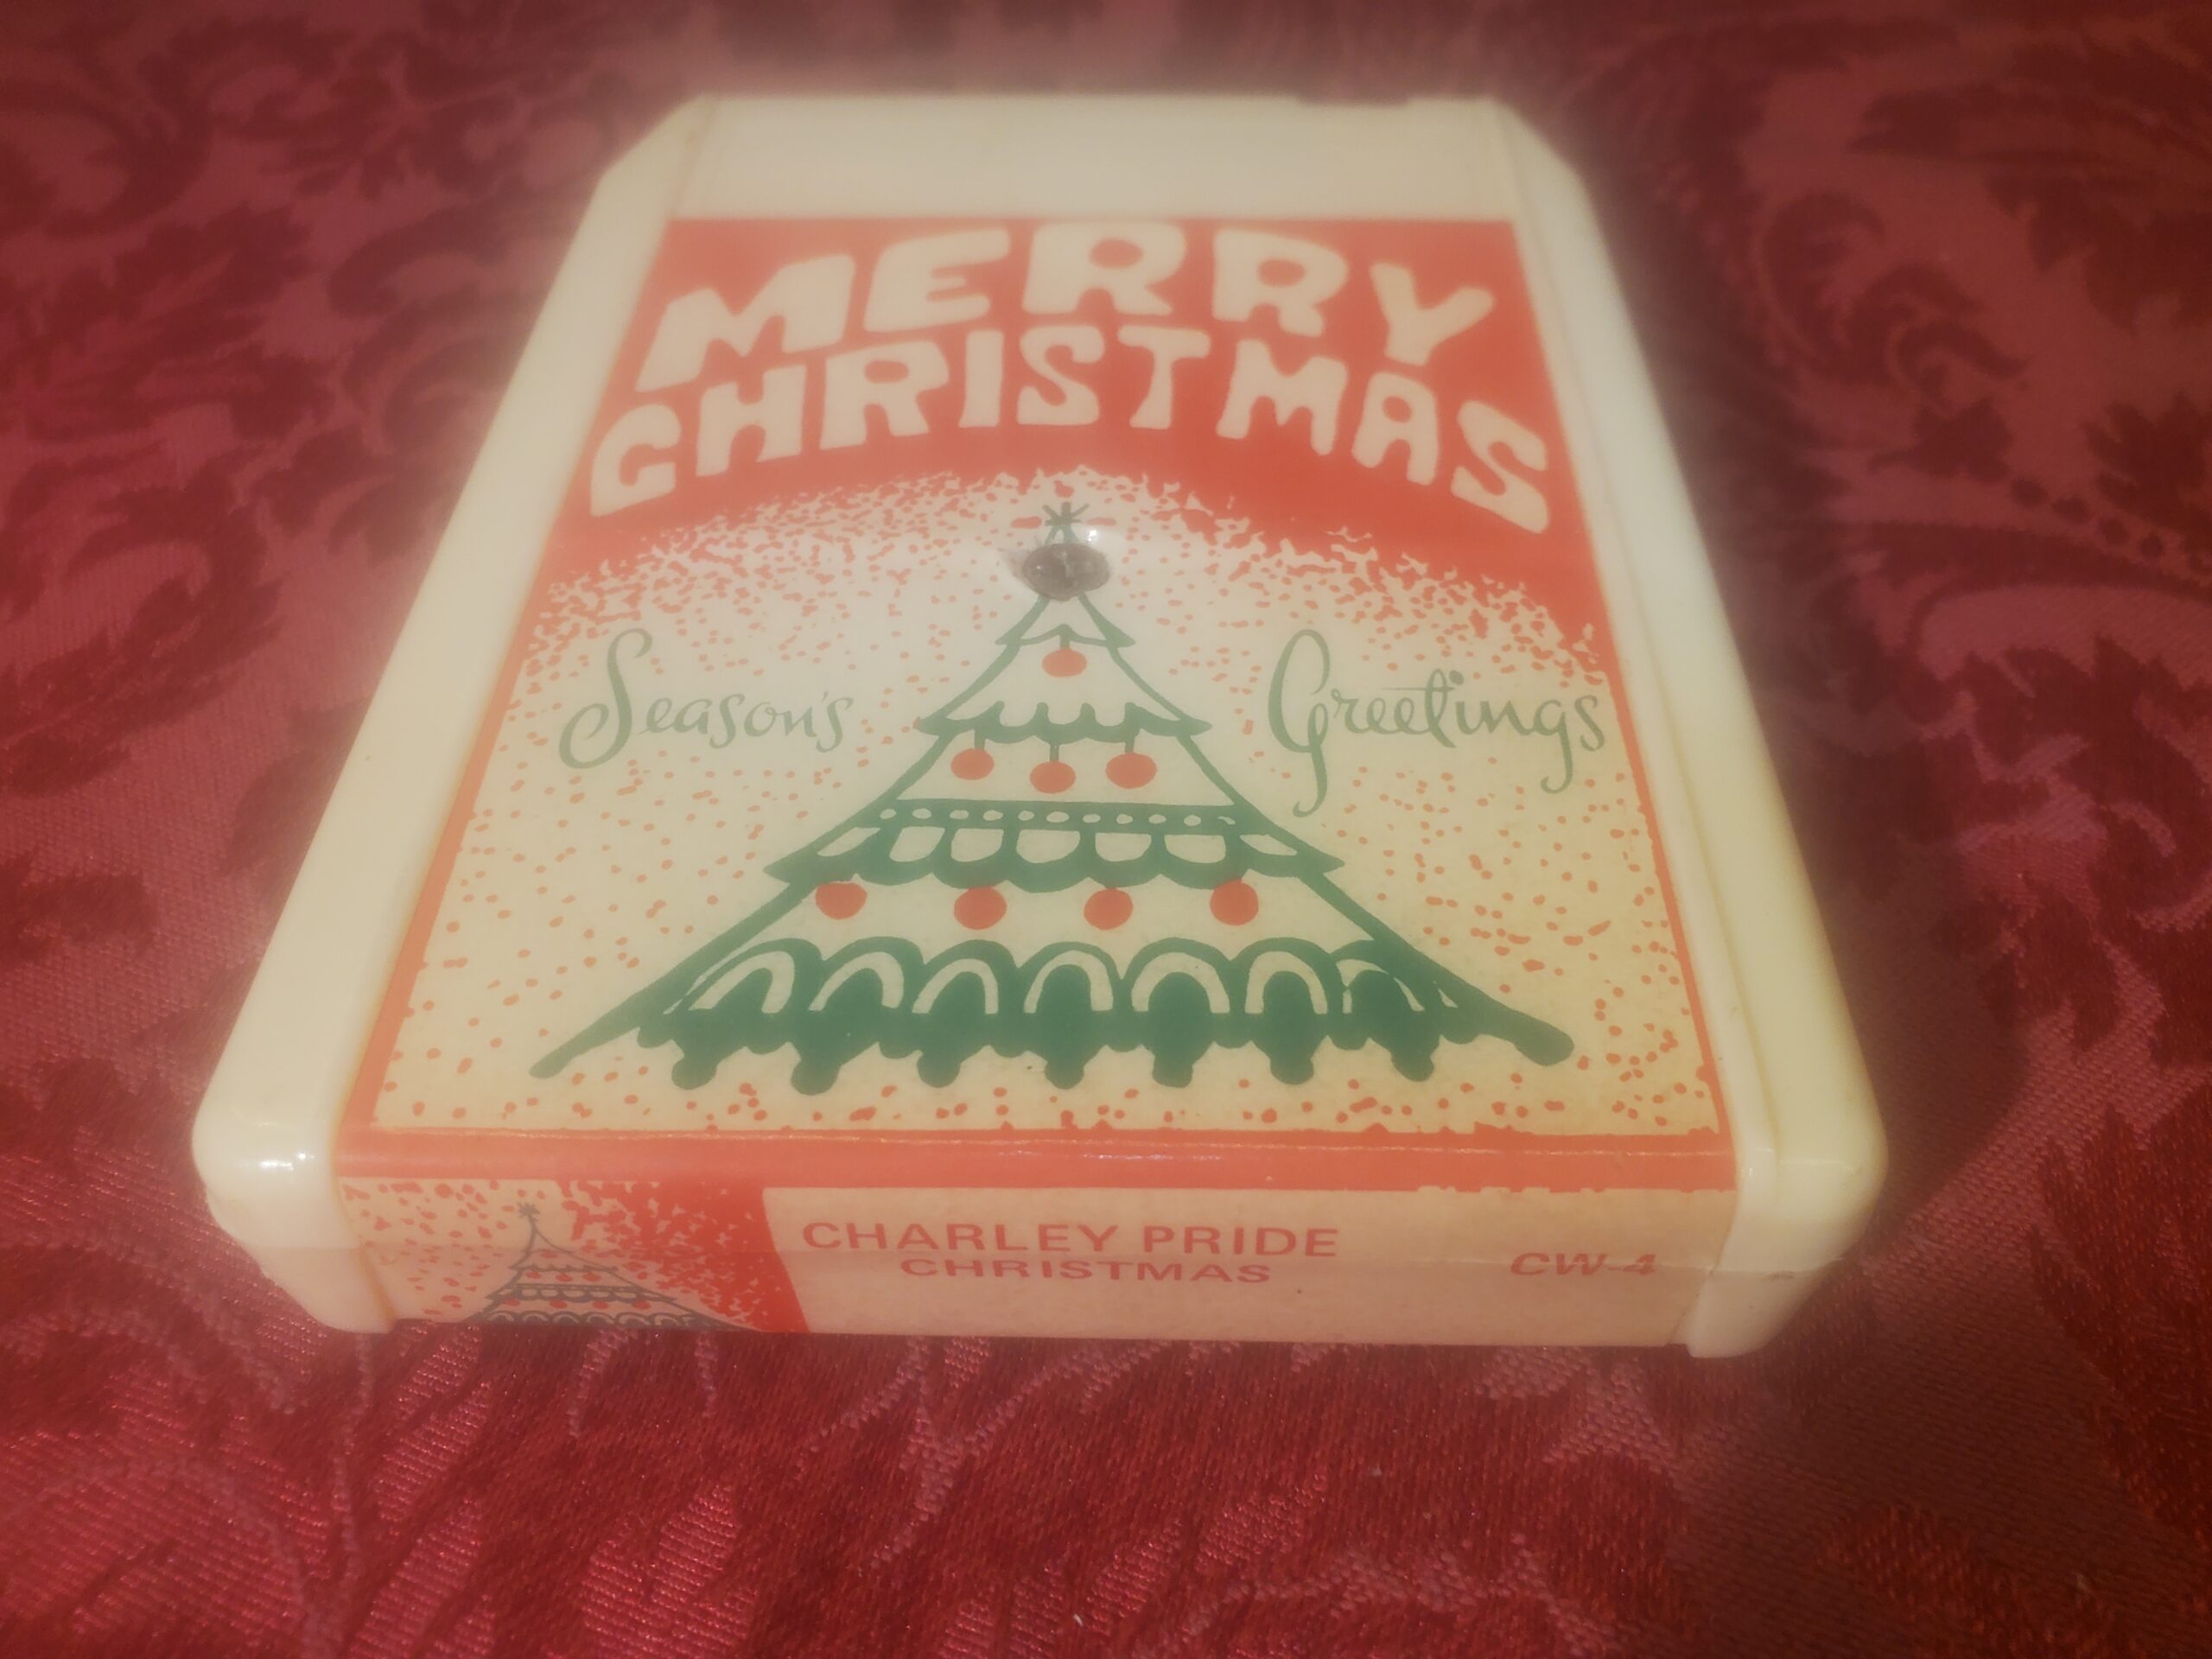 MERRY
CHRISTMAS
Season's Greetings
CHARLEY PRIDE
CHRISTMAS
CW-4